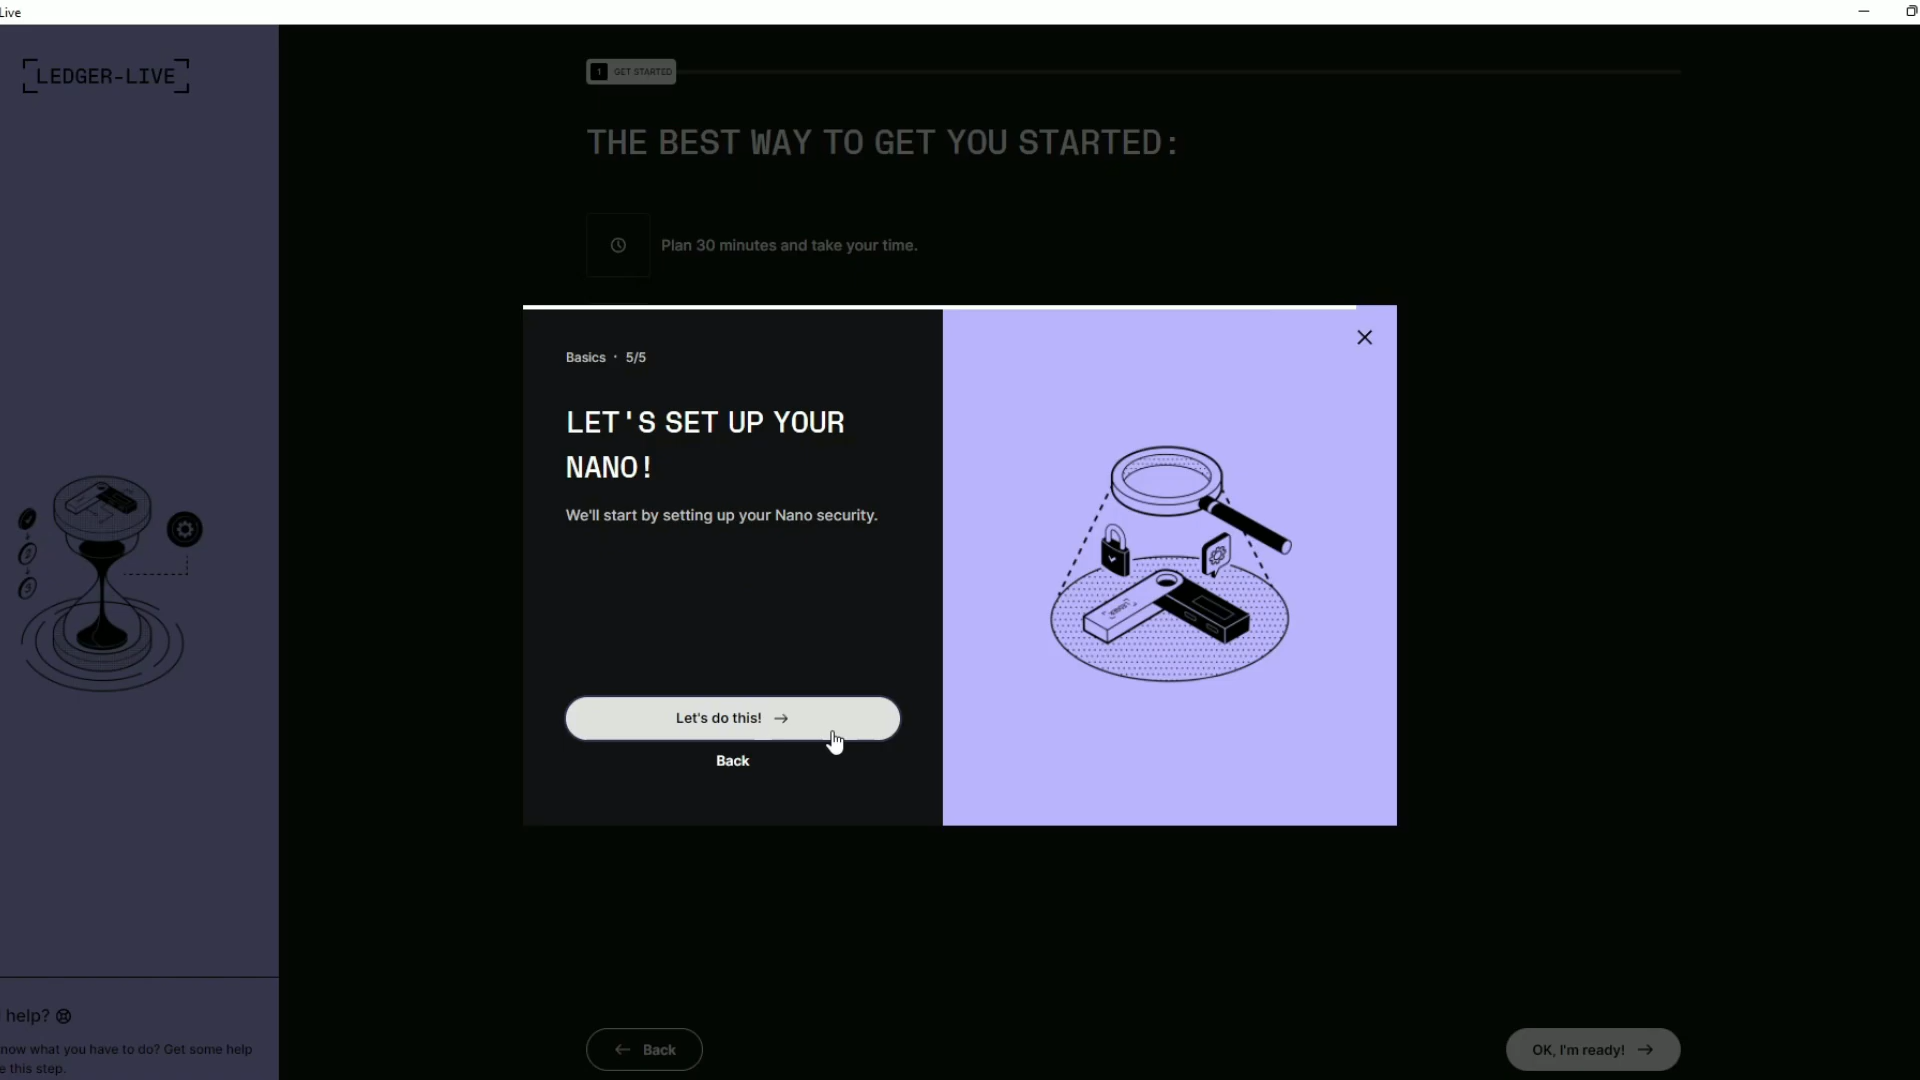 Live
LEDGER-LIVE
1 GET STARTED
THE BEST WAY TO GET YOU STARTED:
Plan 30 minutes and take your time.
Basics · 5/5
LET'S SET UP YOUR
NANO!
We'll start by setting up your Nano security.
Let's do this! →
Back
help?
now what you have to do? Get some help
e this step.
← Back
OK, I'm ready! →